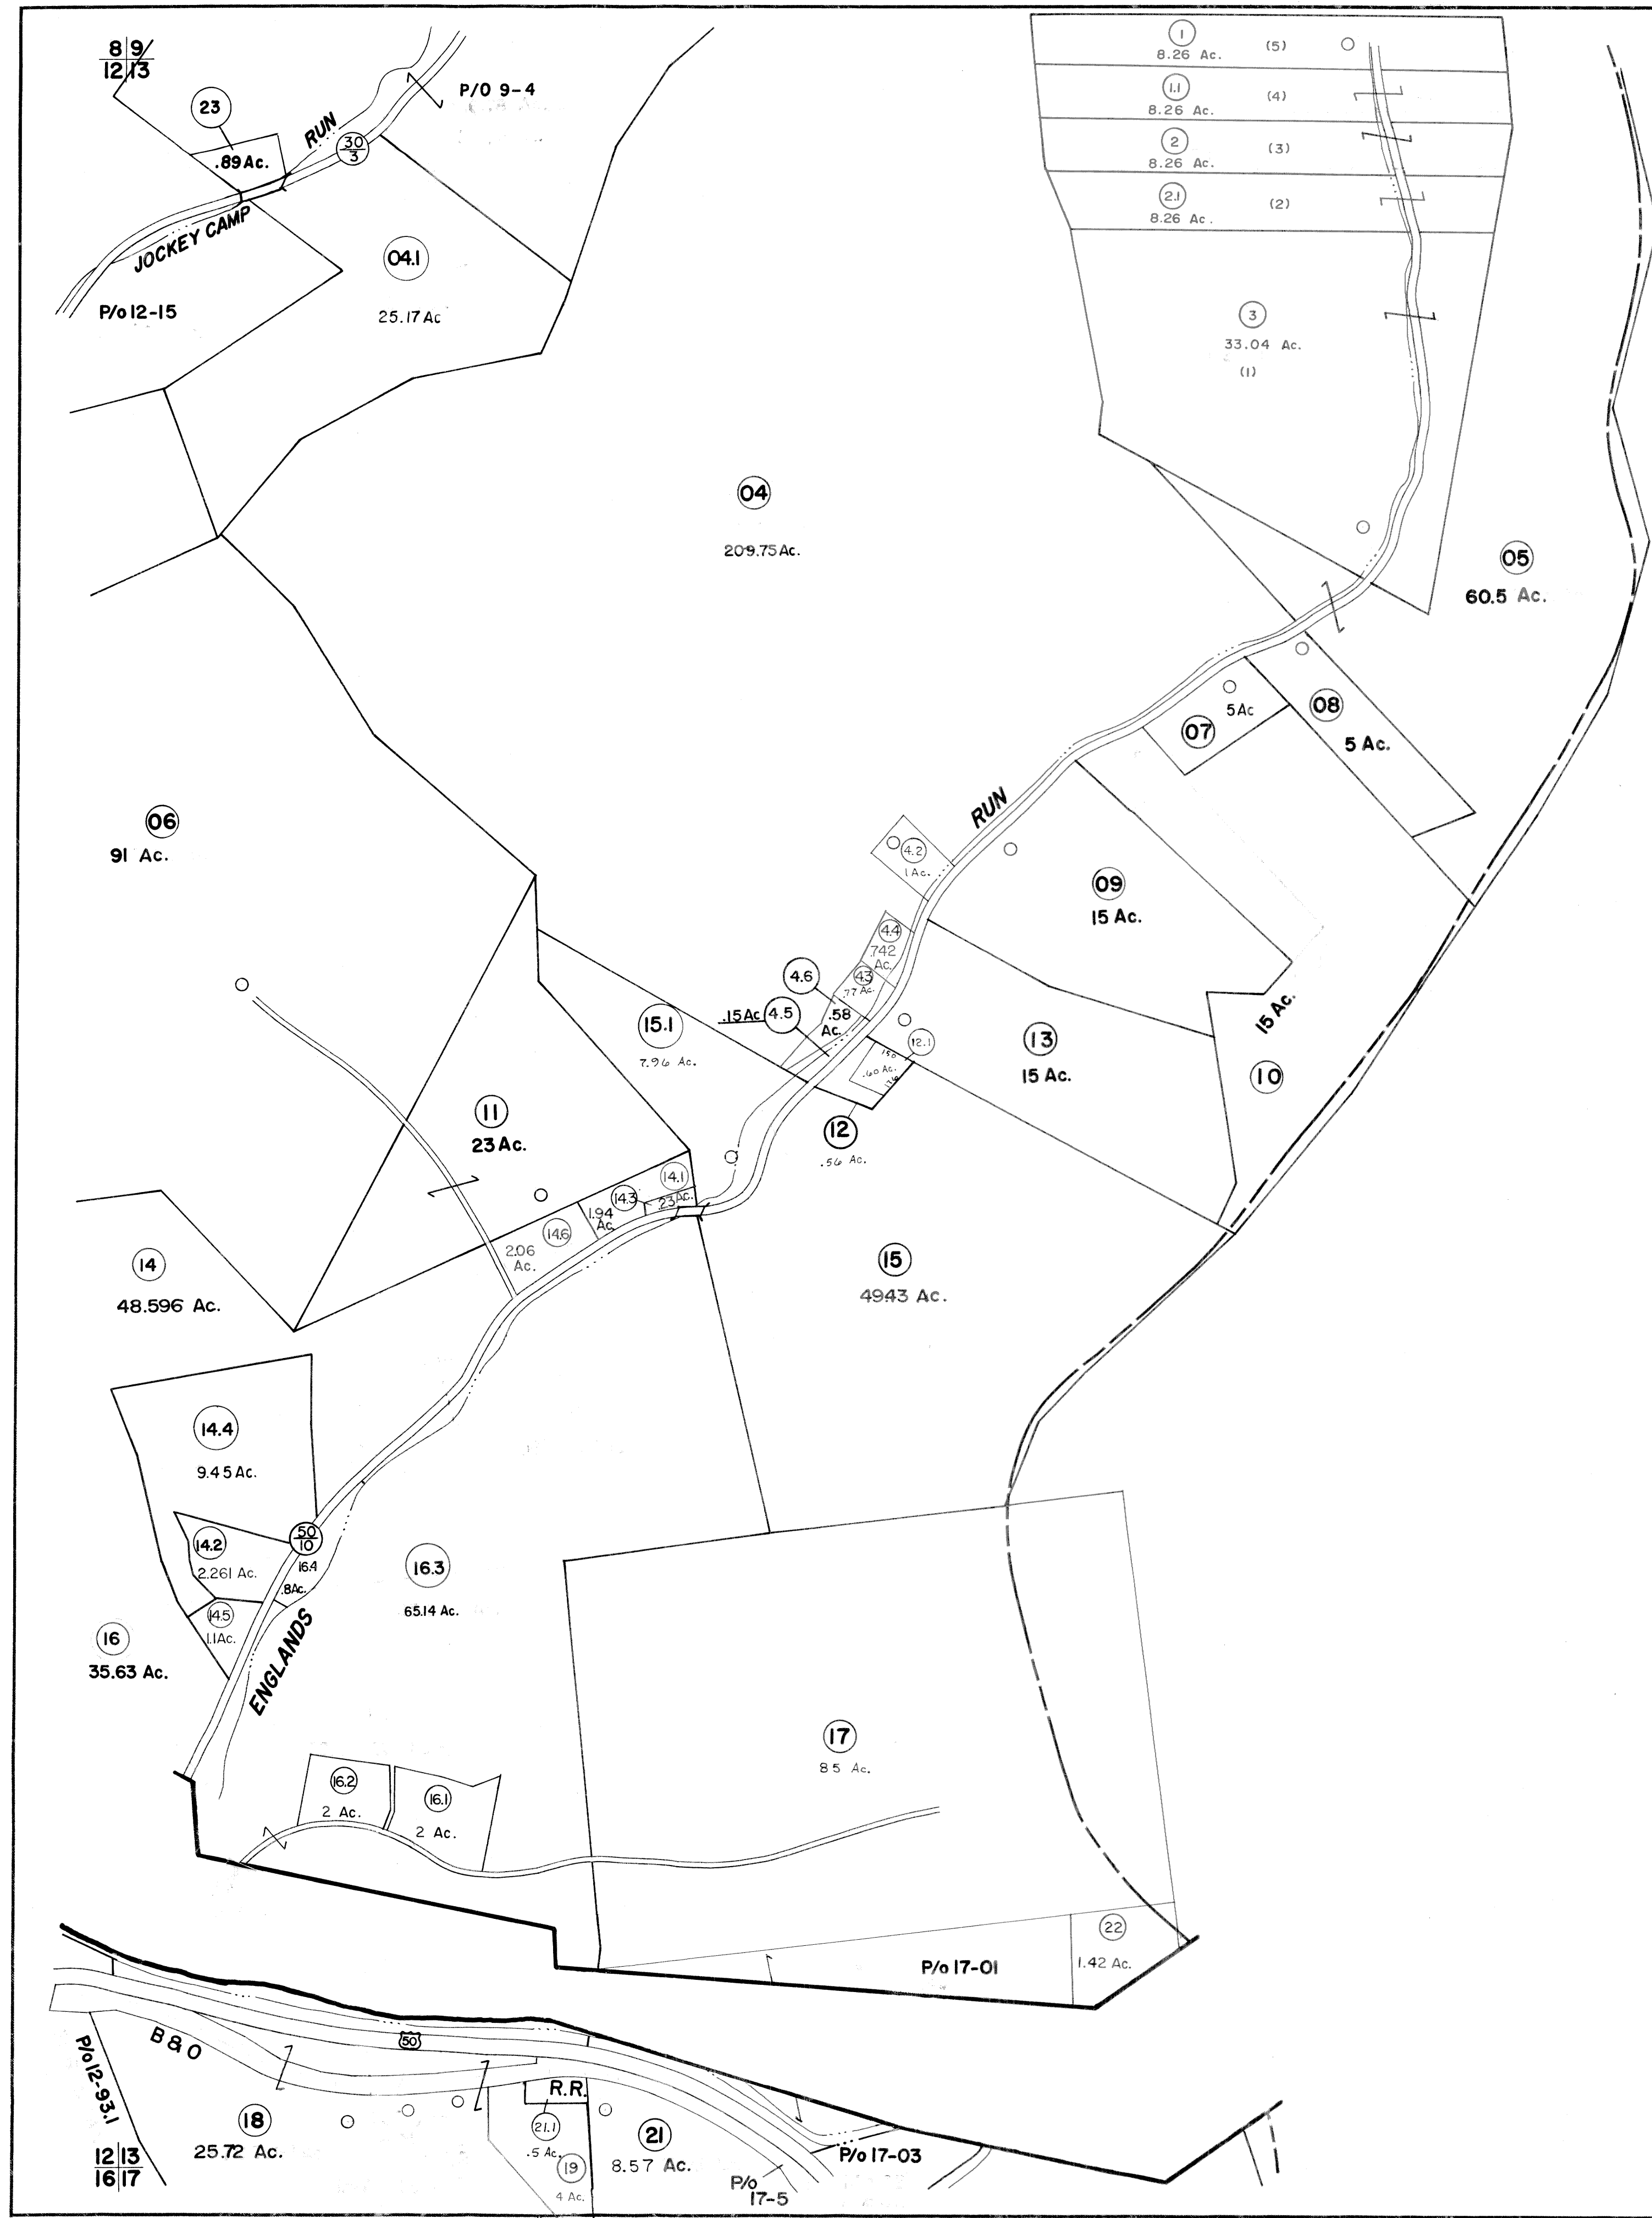 8 9
12 13
23
.89 Ac.
RUN
30
3
P/O 9-4
JOCKEY CAMP
P/o 12-15
04.1
25.17 Ac
1
(5)
8.26 Ac.
1.1
(4)
8.26 Ac.
2
(3)
8.26 Ac.
2.1
(2)
8.26 Ac.
3
33.04 Ac.
(1)
04
209.75 Ac.
05
60.5 Ac.
07
5 Ac
08
5 Ac.
06
91 Ac.
RUN
4.2
1 Ac.
09
15 Ac.
4.4
.742
Ac.
4.3
.77 Ac.
4.6
.58
Ac.
.15 Ac
4.5
15.1
7.96 Ac.
12.1
150
.60 Ac.
176
12
.56 Ac.
13
15 Ac.
15 Ac.
10
11
23 Ac.
14.1
.23 Ac.
14.3
1.94
Ac.
14.6
2.06
Ac.
14
48.596 Ac.
15
4943 Ac.
14.4
9.45 Ac.
50
10
14.2
2.261 Ac.
16.4
.8Ac.
14.5
1.1 Ac.
16.3
65.14 Ac.
16
35.63 Ac.
ENGLANDS
17
85 Ac.
16.2
2 Ac.
16.1
2 Ac.
22
1.42 Ac.
P/o 17-01
B & O
50
P/o 12-93.1
R.R.
18
25.72 Ac.
21.1
.5 Ac.
19
4 Ac.
21
8.57 Ac.
P/o 17-03
P/o
17-5
12 13
16 17